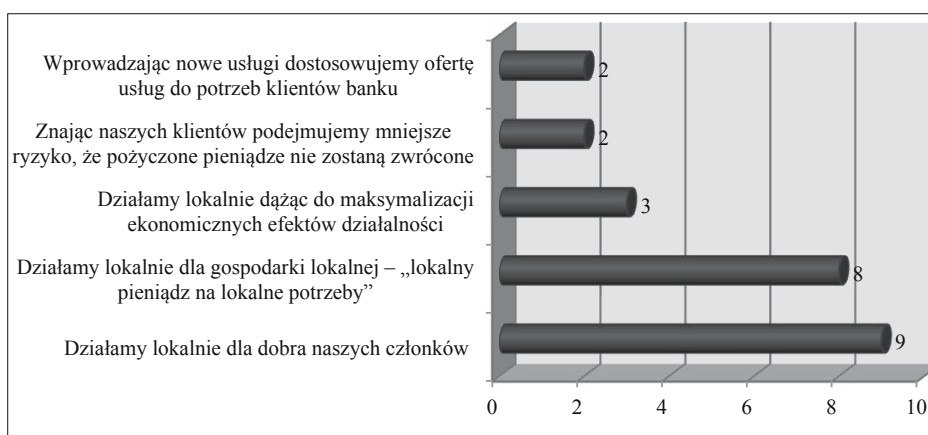 Wprowadzając nowe usługi dostosowujemy ofertę
usług do potrzeb klientów banku
2
Znając naszych klientów podejmujemy mniejsze
ryzyko, że pożyczone pieniądze nie zostaną zwrócone
2
Działamy lokalnie dążąc do maksymalizacji
ekonomicznych efektów działalności
3
Działamy lokalnie dla gospodarki lokalnej – „lokalny
pieniądz na lokalne potrzeby”
8
Działamy lokalnie dla dobra naszych członków
9
0 2 4 6 8 10